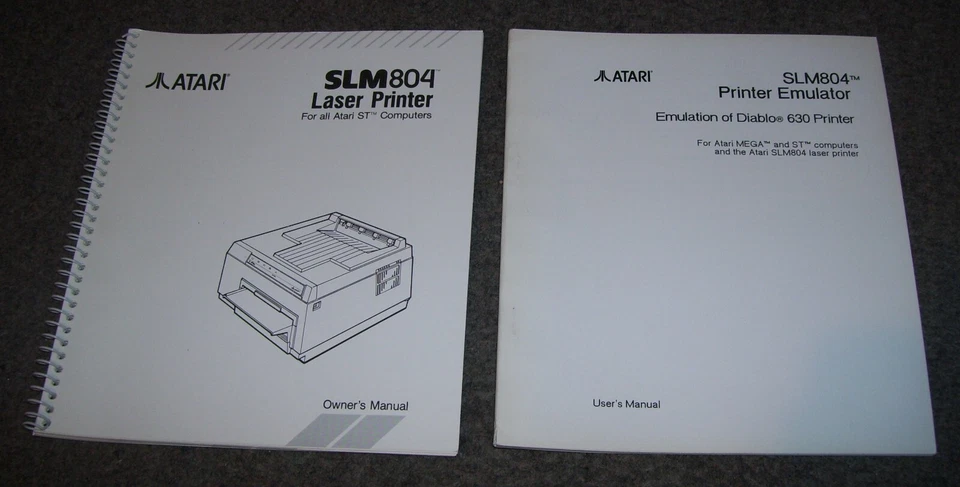 ATARI
SLM804™
Laser Printer
For all Atari ST™ Computers
Owner's Manual
ATARI
SLM804™
Printer Emulator
Emulation of Diablo® 630 Printer
For Atari MEGA™ and ST™ computers
and the Atari SLM804 laser printer
User's Manual